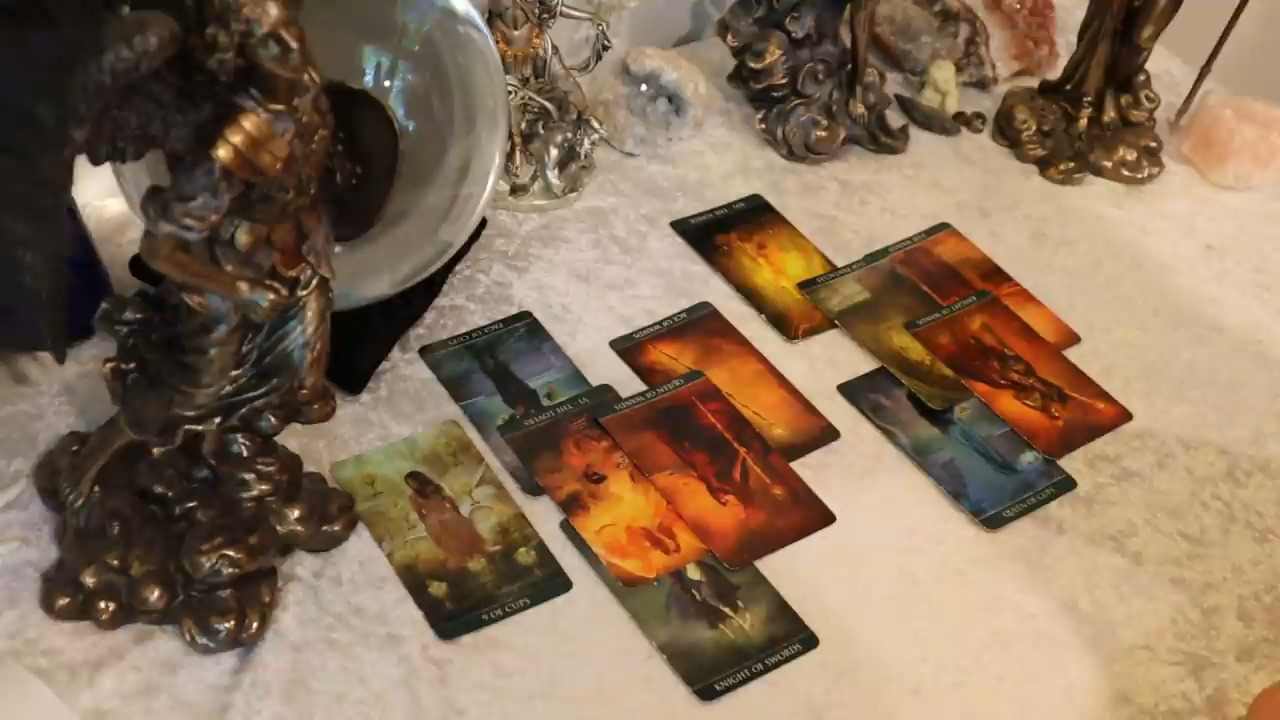 PAGE OF CUPS
ACE OF WANDS
VI - THE LOVERS
QUEEN OF WANDS
KNIGHT OF WANDS
9 OF CUPS
KNIGHT OF SWORDS
QUEEN OF CUPS